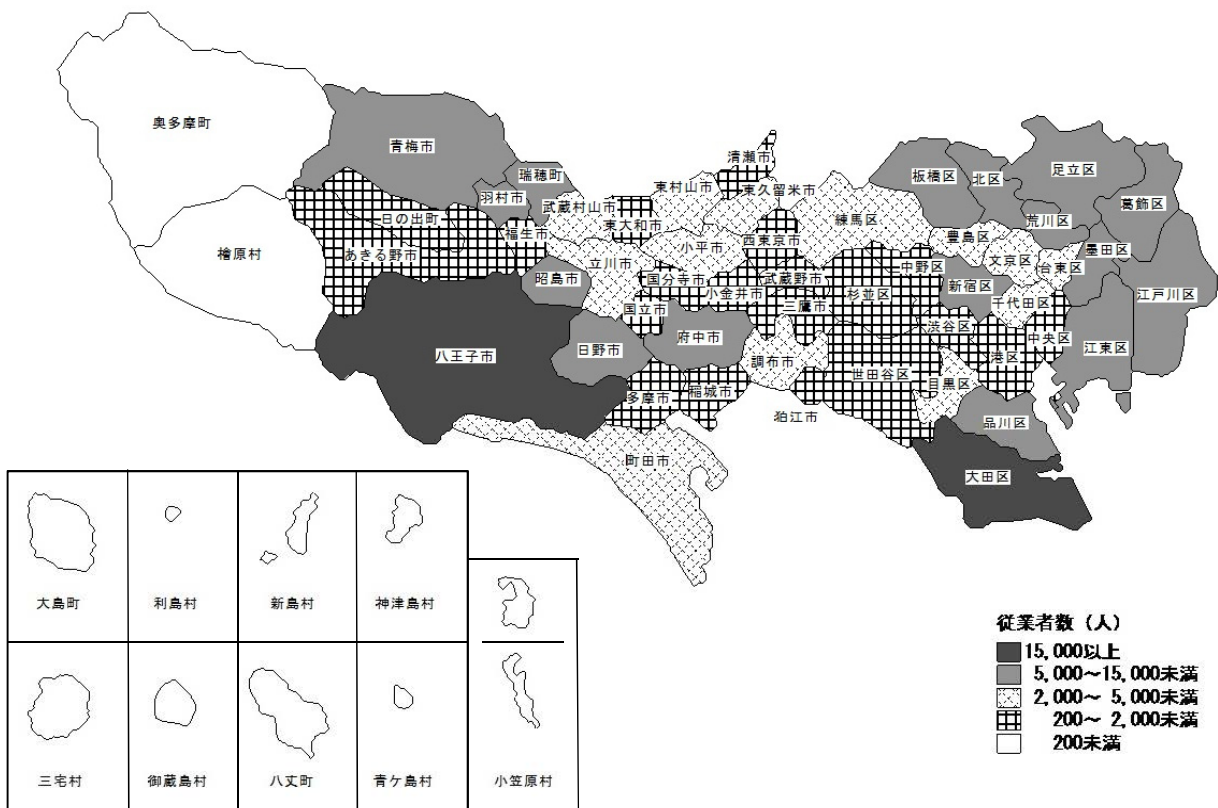 奥多摩町
青梅市
瑞穂町
羽村市
檜原村
日の出町
あきる野市
福生市
武蔵村山市
東大和市
東村山市
清瀬市
東久留米市
小平市
西東京市
練馬区
板橋区
北区
足立区
荒川区
葛飾区
豊島区
文京区
台東区
墨田区
江戸川区
昭島市
立川市
国分寺市
小金井市
武蔵野市
三鷹市
杉並区
中野区
新宿区
千代田区
国立市
渋谷区
港区
中央区
江東区
八王子市
日野市
府中市
調布市
世田谷区
目黒区
多摩市
稲城市
狛江市
品川区
町田市
大田区
大島町
利島村
新島村
神津島村
三宅村
御蔵島村
八丈町
青ケ島村
小笠原村
従業者数（人）
15,000以上
5,000～15,000未満
2,000～ 5,000未満
200～ 2,000未満
200未満